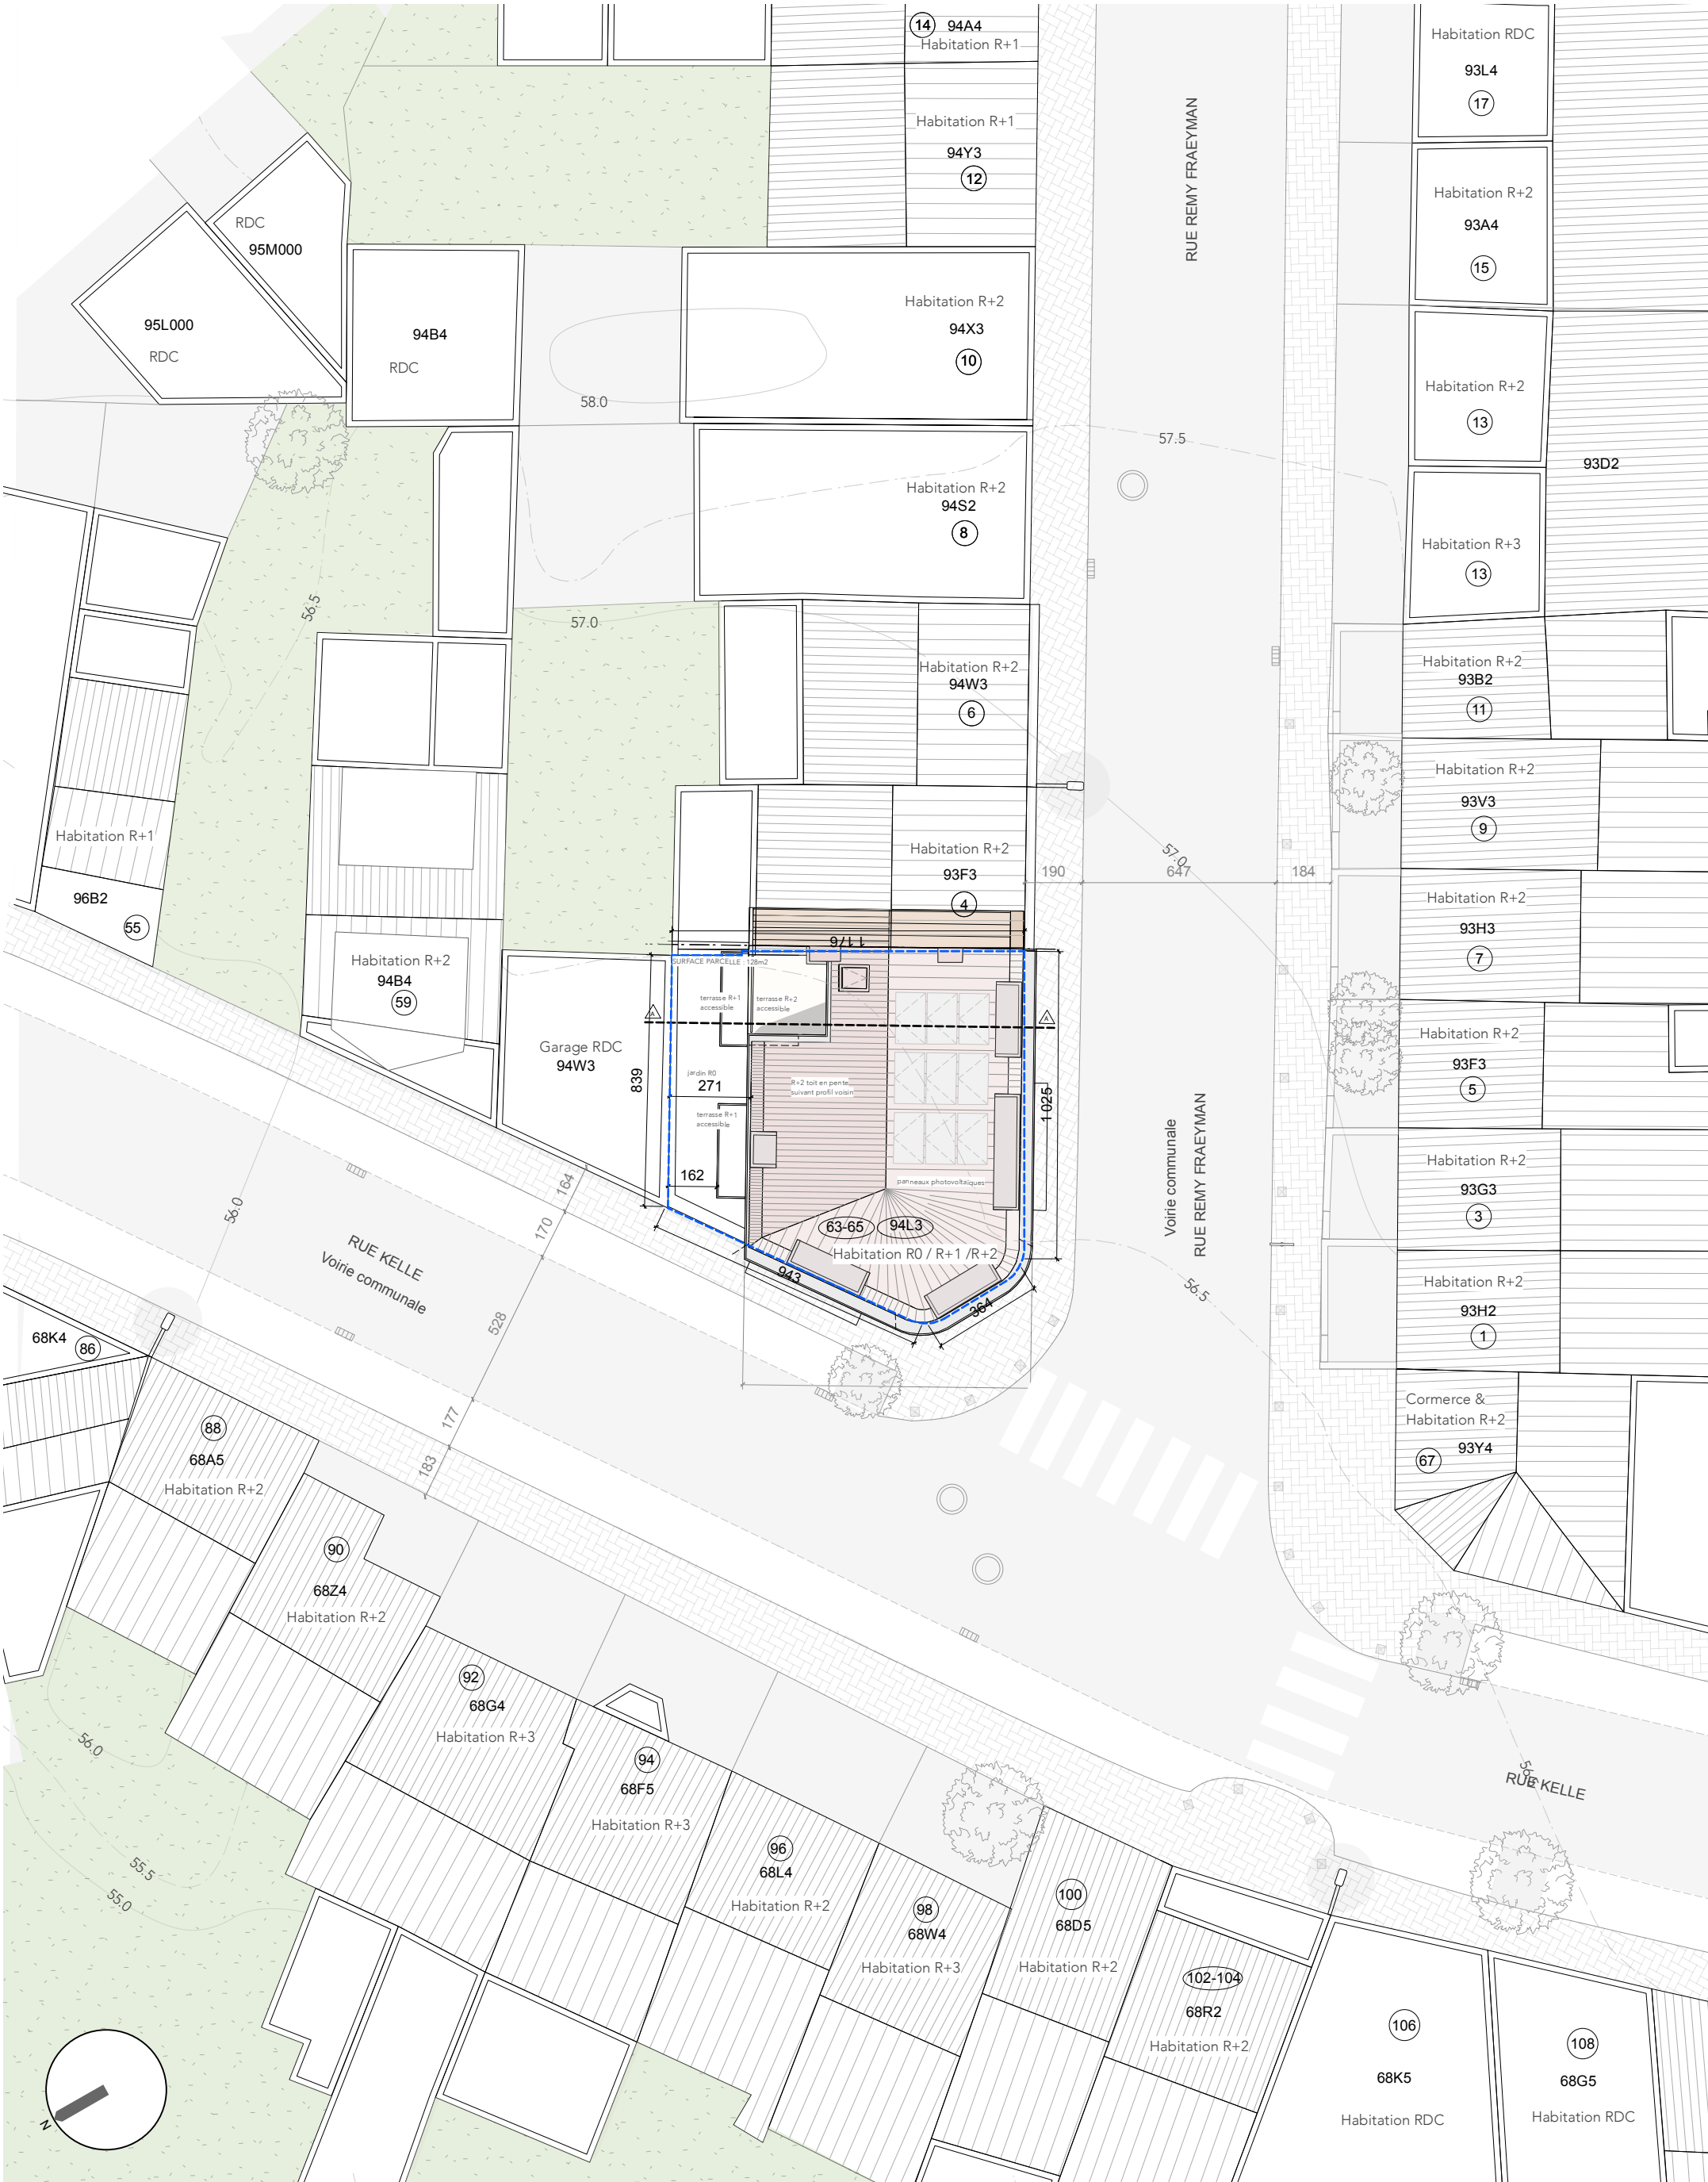 14 94A4
Habitation R+1
Habitation R+1
94Y3
12
RUE REMY FRAEYMAN
Habitation RDC
93L4
17
Habitation R+2
93A4
15
RDC
95M000
95L000
RDC
94B4
RDC
Habitation R+2
94X3
10
58.0
57.5
Habitation R+2
13
93D2
Habitation R+2
94S2
8
Habitation R+3
13
56.5
57.0
Habitation R+2
94W3
6
Habitation R+2
93B2
11
Habitation R+2
93V3
9
Habitation R+1
96B2
55
Habitation R+2
93F3
4
190
647
184
57.0
Habitation R+2
93H3
7
1 176
SURFACE PARCELLE : 128m2
Habitation R+2
94B4
59
terrasse R+1
accessible
terrasse R+2
accessible
A
A
Garage RDC
94W3
839
jardin R0
271
R+2 toit en pente
suivant profil voisin
terrasse R+1
accessible
162
1 025
panneaux photovoltaïques
63-65 94L3
Habitation R0 / R+1 /R+2
943
364
Habitation R+2
93F3
5
Voirie communale
RUE REMY FRAEYMAN
Habitation R+2
93G3
3
56.5
Habitation R+2
93H2
1
56.0
RUE KELLE
Voirie communale
164
170
528
177
183
68K4
86
Cormerce &
Habitation R+2
93Y4
67
88
68A5
Habitation R+2
90
68Z4
Habitation R+2
92
68G4
Habitation R+3
94
68F5
Habitation R+3
96
68L4
Habitation R+2
98
68W4
Habitation R+3
100
68D5
Habitation R+2
102-104
68R2
Habitation R+2
106
68K5
Habitation RDC
108
68G5
Habitation RDC
RUE KELLE
56.0
55.5
55.0
N